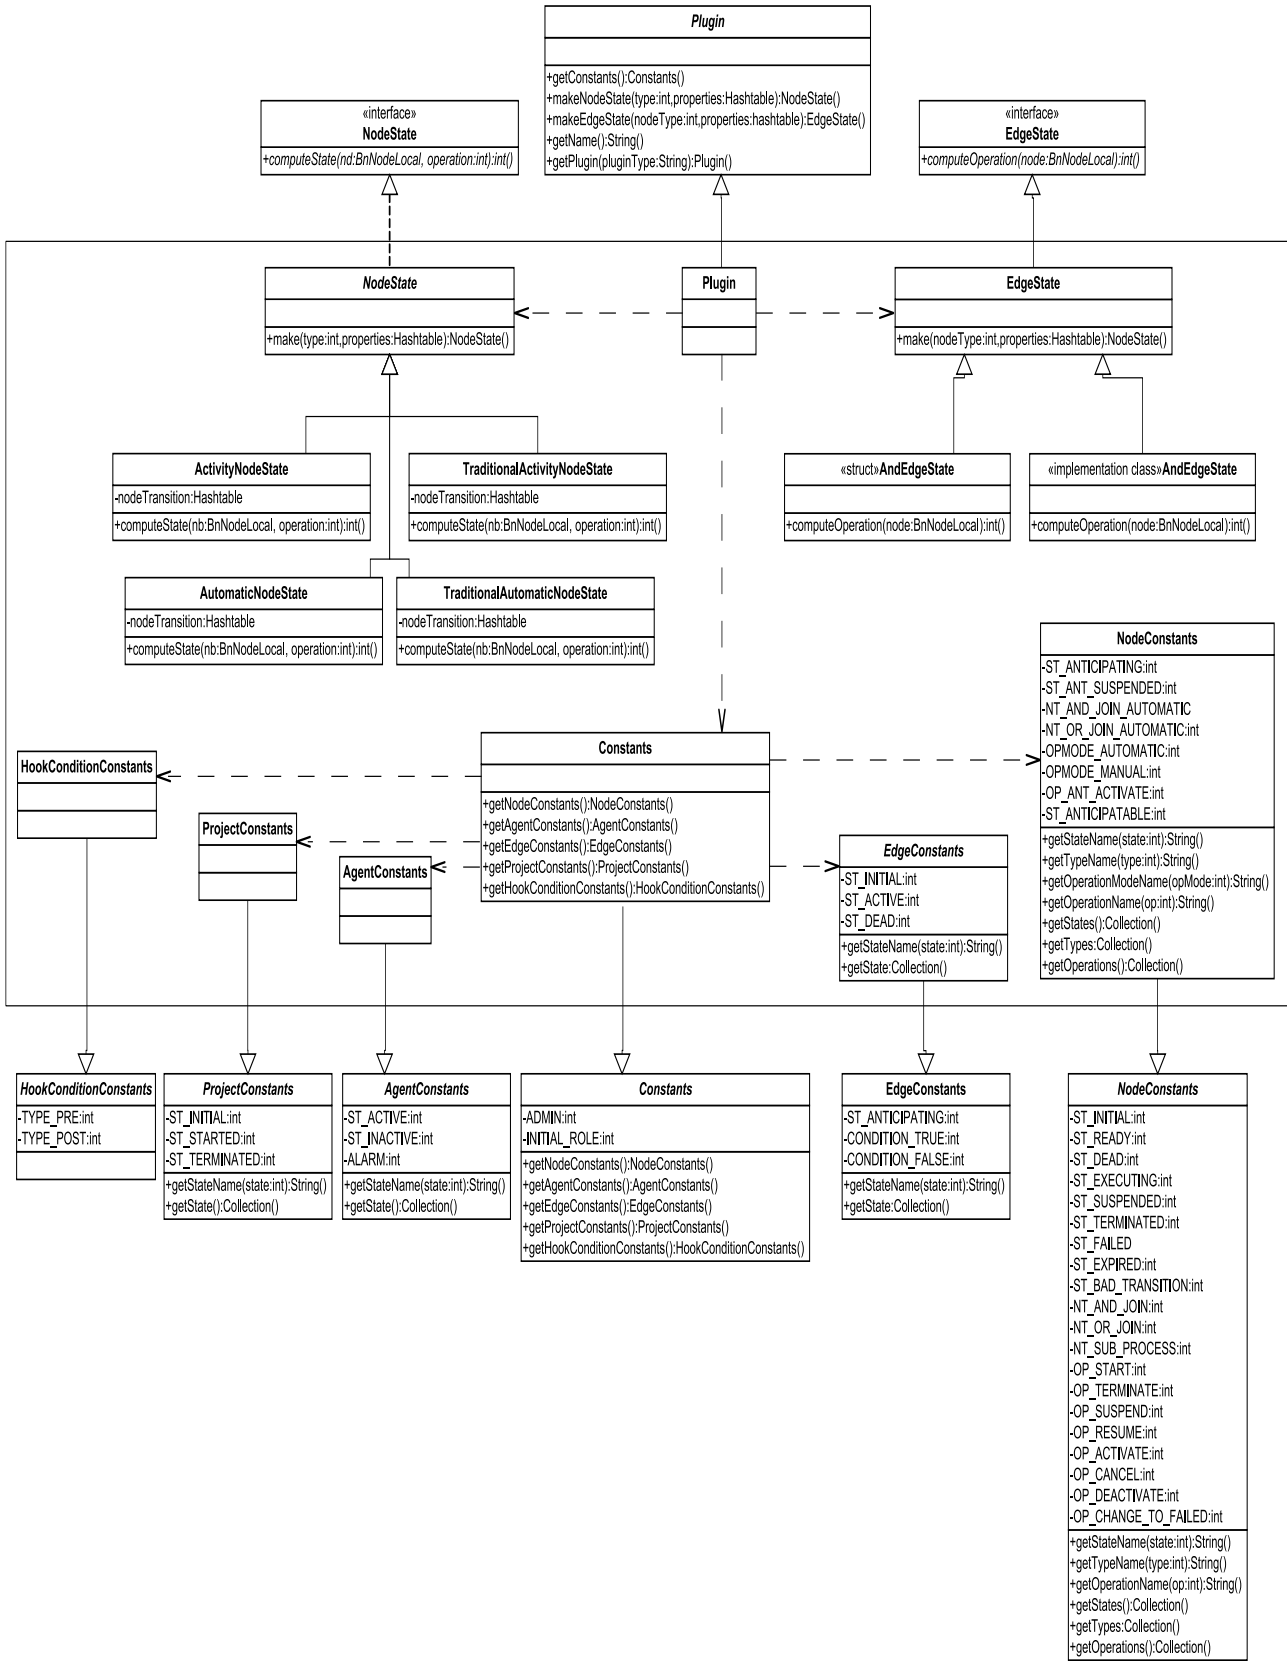 Plugin
+getConstants():Constants()
+makeNodeState(type:int,properties:Hashtable):NodeState()
+makeEdgeState(nodeType:int,properties:hashtable):EdgeState()
+getName():String()
+getPlugin(pluginType:String):Plugin()
«interface»
NodeState
+computeState(nd:BnNodeLocal, operation:int):int()
«interface»
EdgeState
+computeOperation(node:BnNodeLocal):int()
NodeState
+make(type:int,properties:Hashtable):NodeState()
Plugin
EdgeState
+make(nodeType:int,properties:Hashtable):NodeState()
ActivityNodeState
-nodeTransition:Hashtable
+computeState(nb:BnNodeLocal, operation:int):int()
TraditionalActivityNodeState
-nodeTransition:Hashtable
+computeState(nb:BnNodeLocal, operation:int):int()
«struct»AndEdgeState
+computeOperation(node:BnNodeLocal):int()
«implementation class»AndEdgeState
+computeOperation(node:BnNodeLocal):int()
AutomaticNodeState
-nodeTransition:Hashtable
+computeState(nb:BnNodeLocal, operation:int):int()
TraditionalAutomaticNodeState
-nodeTransition:Hashtable
+computeState(nb:BnNodeLocal, operation:int):int()
NodeConstants
-ST_ANTICIPATING:int
-ST_ANT_SUSPENDED:int
-NT_AND_JOIN_AUTOMATIC
-NT_OR_JOIN_AUTOMATIC:int
-OPMODE_AUTOMATIC:int
-OPMODE_MANUAL:int
-OP_ANT_ACTIVATE:int
-ST_ANTICIPATABLE:int
+getStateName(state:int):String()
+getTypeName(type:int):String()
+getOperationModeName(opMode:int):String()
+getOperationName(op:int):String()
+getStates():Collection()
+getTypes:Collection()
+getOperations():Collection()
HookConditionConstants
ProjectConstants
AgentConstants
Constants
+getNodeConstants():NodeConstants()
+getAgentConstants():AgentConstants()
+getEdgeConstants():EdgeConstants()
+getProjectConstants():ProjectConstants()
+getHookConditionConstants():HookConditionConstants()
EdgeConstants
-ST_INITIAL:int
-ST_ACTIVE:int
-ST_DEAD:int
+getStateName(state:int):String()
+getState:Collection()
HookConditionConstants
-TYPE_PRE:int
-TYPE_POST:int
ProjectConstants
-ST_INITIAL:int
-ST_STARTED:int
-ST_TERMINATED:int
+getStateName(state:int):String()
+getState():Collection()
AgentConstants
-ST_ACTIVE:int
-ST_INACTIVE:int
-ALARM:int
+getStateName(state:int):String()
+getState():Collection()
Constants
-ADMIN:int
-INITIAL_ROLE:int
+getNodeConstants():NodeConstants()
+getAgentConstants():AgentConstants()
+getEdgeConstants():EdgeConstants()
+getProjectConstants():ProjectConstants()
+getHookConditionConstants():HookConditionConstants()
EdgeConstants
-ST_ANTICIPATING:int
-CONDITION_TRUE:int
-CONDITION_FALSE:int
+getStateName(state:int):String()
+getState:Collection()
NodeConstants
-ST_INITIAL:int
-ST_READY:int
-ST_DEAD:int
-ST_EXECUTING:int
-ST_SUSPENDED:int
-ST_TERMINATED:int
-ST_FAILED
-ST_EXPIRED:int
-ST_BAD_TRANSITION:int
-NT_AND_JOIN:int
-NT_OR_JOIN:int
-NT_SUB_PROCESS:int
-OP_START:int
-OP_TERMINATE:int
-OP_SUSPEND:int
-OP_RESUME:int
-OP_ACTIVATE:int
-OP_CANCEL:int
-OP_DEACTIVATE:int
-OP_CHANGE_TO_FAILED:int
+getStateName(state:int):String()
+getTypeName(type:int):String()
+getOperationName(op:int):String()
+getStates():Collection()
+getTypes:Collection()
+getOperations():Collection()